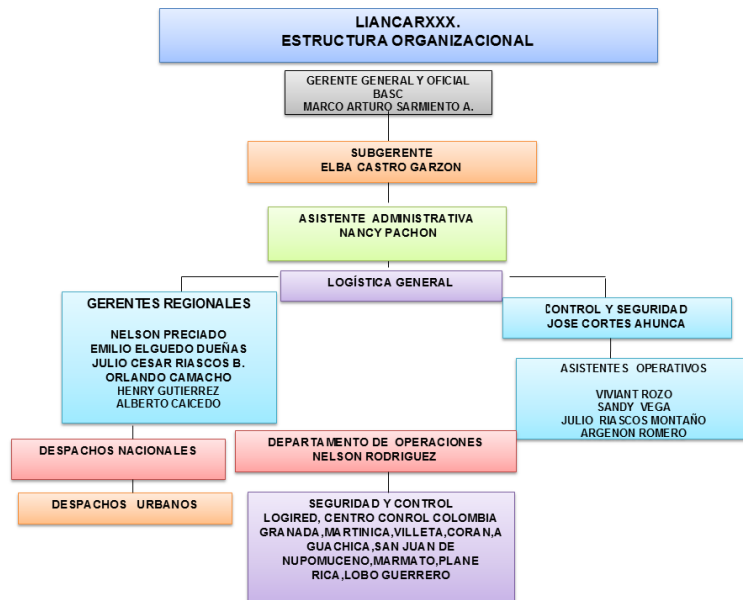 LIANCARXXX.
ESTRUCTURA ORGANIZACIONAL
GERENTE GENERAL Y OFICIAL
BASC
MARCO ARTURO SARMIENTO A.
SUBGERENTE
ELBA CASTRO GARZON
ASISTENTE ADMINISTRATIVA
NANCY PACHON
LOGÍSTICA GENERAL
GERENTES REGIONALES
NELSON PRECIADO
EMILIO ELGUEDO DUEÑAS
JULIO CESAR RIASCOS B.
ORLANDO CAMACHO
HENRY GUTIERREZ
ALBERTO CAICEDO
CONTROL Y SEGURIDAD
JOSE CORTES AHUNCA
ASISTENTES OPERATIVOS
VIVIANT ROZO
SANDY VEGA
JULIO RIASCOS MONTAÑO
ARGENON ROMERO
DESPACHOS NACIONALES
DESPACHOS URBANOS
DEPARTAMENTO DE OPERACIONES
NELSON RODRIGUEZ
SEGURIDAD Y CONTROL
LOGIRED, CENTRO CONROL COLOMBIA
GRANADA,MARTINICA,VILLETA,CORAN,A
GUACHICA,SAN JUAN DE
NUPOMUCENO,MARMATO,PLANE
RICA,LOBO GUERRERO